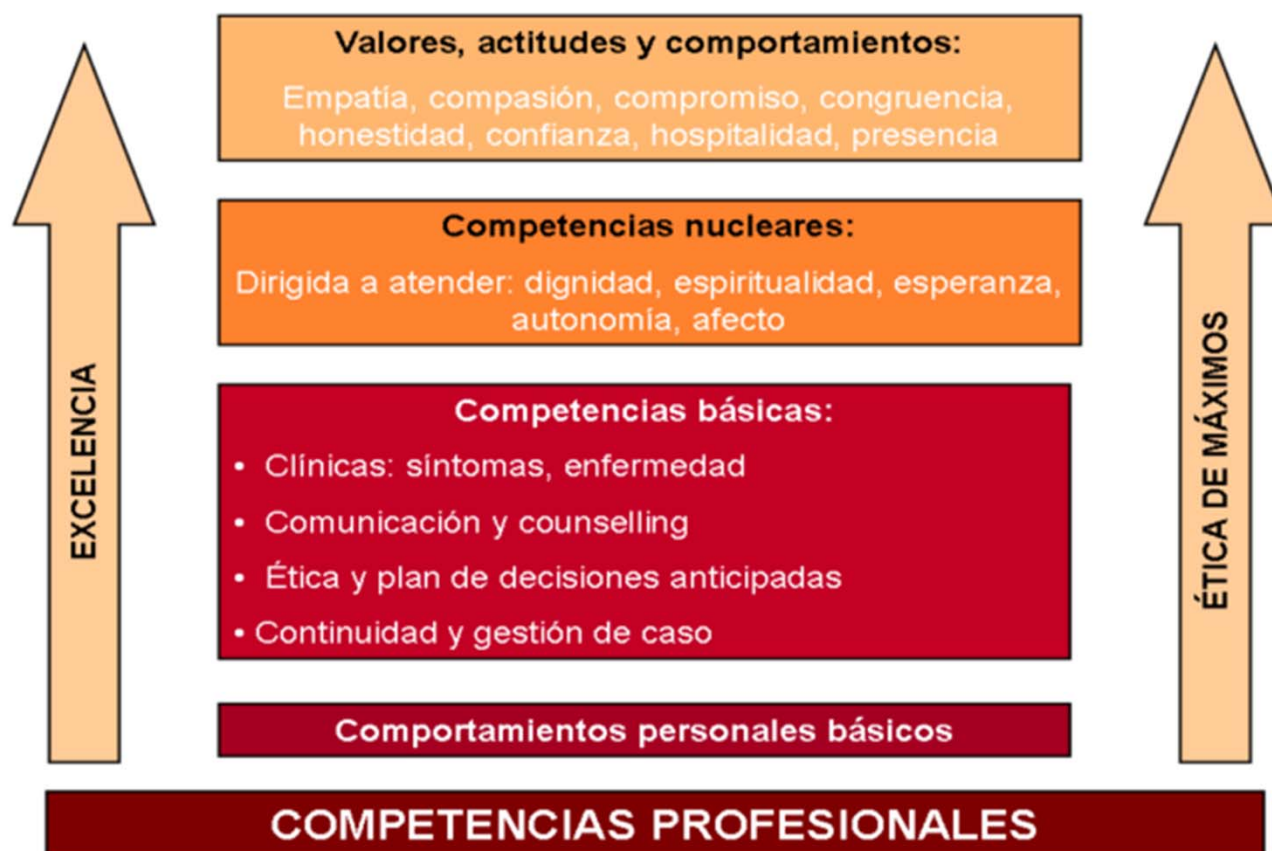 Valores, actitudes y comportamientos:
Empatía, compasión, compromiso, congruencia,
honestidad, confianza, hospitalidad, presencia
Competencias nucleares:
Dirigida a atender: dignidad, espiritualidad, esperanza,
autonomía, afecto
EXCELENCIA
Competencias básicas:
• Clínicas: síntomas, enfermedad
• Comunicación y counselling
• Ética y plan de decisiones anticipadas
• Continuidad y gestión de caso
ÉTICA DE MÁXIMOS
Comportamientos personales básicos
COMPETENCIAS PROFESIONALES